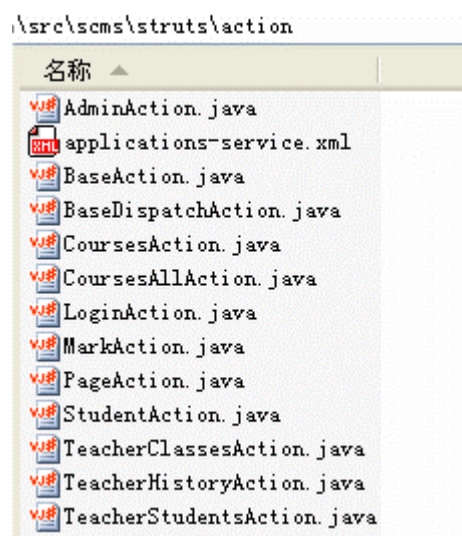 \src\scms\struts\action
名称
AdminAction.java
applications-service.xml
BaseAction.java
BaseDispatchAction.java
CoursesAction.java
CoursesAllAction.java
LoginAction.java
MarkAction.java
PageAction.java
StudentAction.java
TeacherClassesAction.java
TeacherHistoryAction.java
TeacherStudentsAction.java